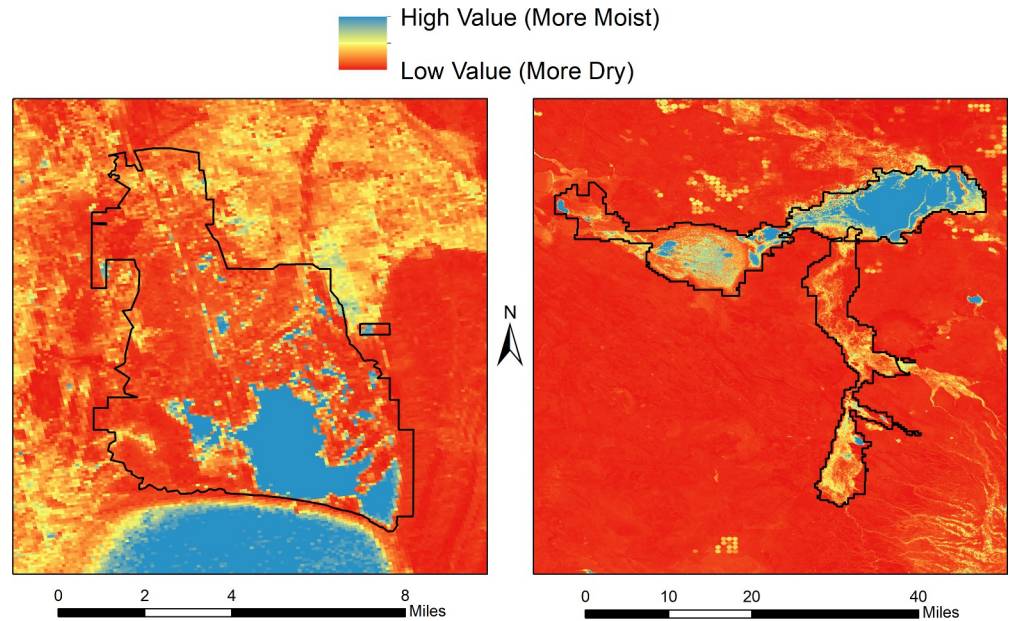 High Value (More Moist)
Low Value (More Dry)
N
0 2 4 8 Miles
0 10 20 40 Miles